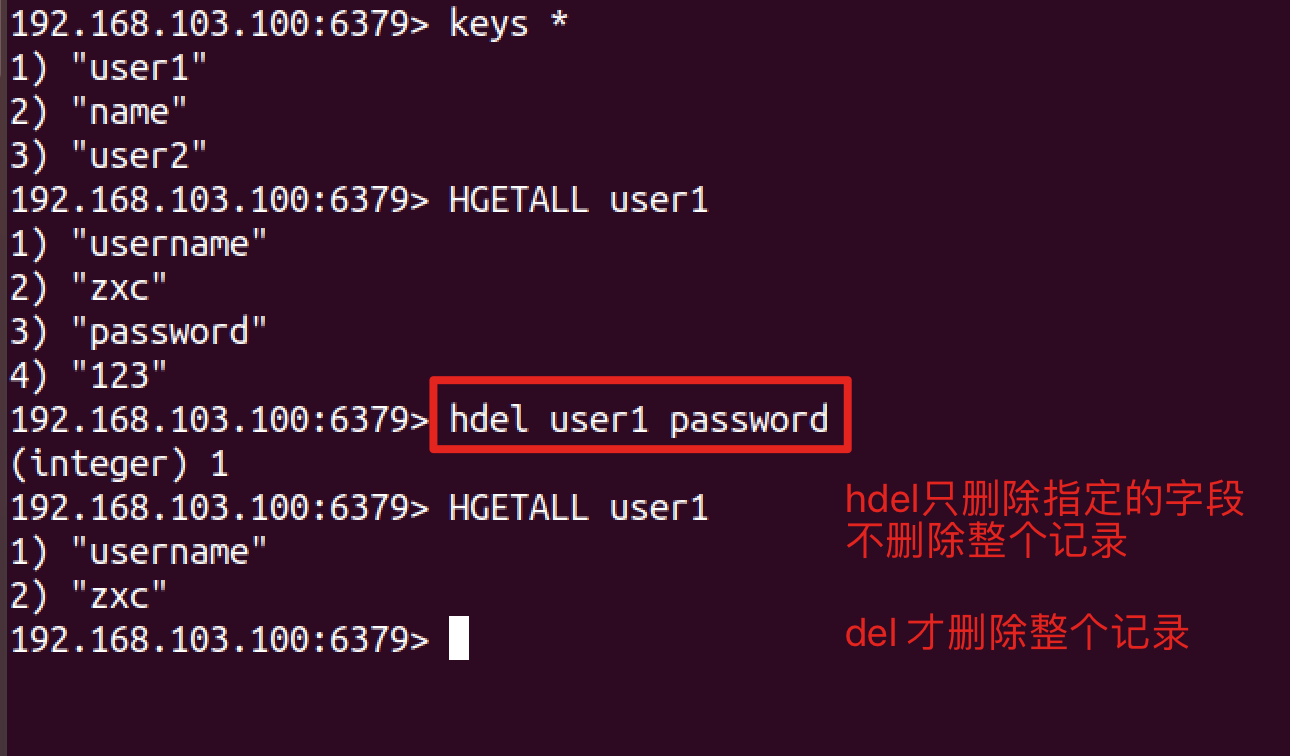 192.168.103.100:6379> keys *
1) "user1"
2) "name"
3) "user2"
192.168.103.100:6379> HGETALL user1
1) "username"
2) "zxc"
3) "password"
4) "123"
192.168.103.100:6379> hdel user1 password
(integer) 1
192.168.103.100:6379> HGETALL user1
1) "username"
2) "zxc"
192.168.103.100:6379>
hdel只删除指定的字段
不删除整个记录
del 才删除整个记录